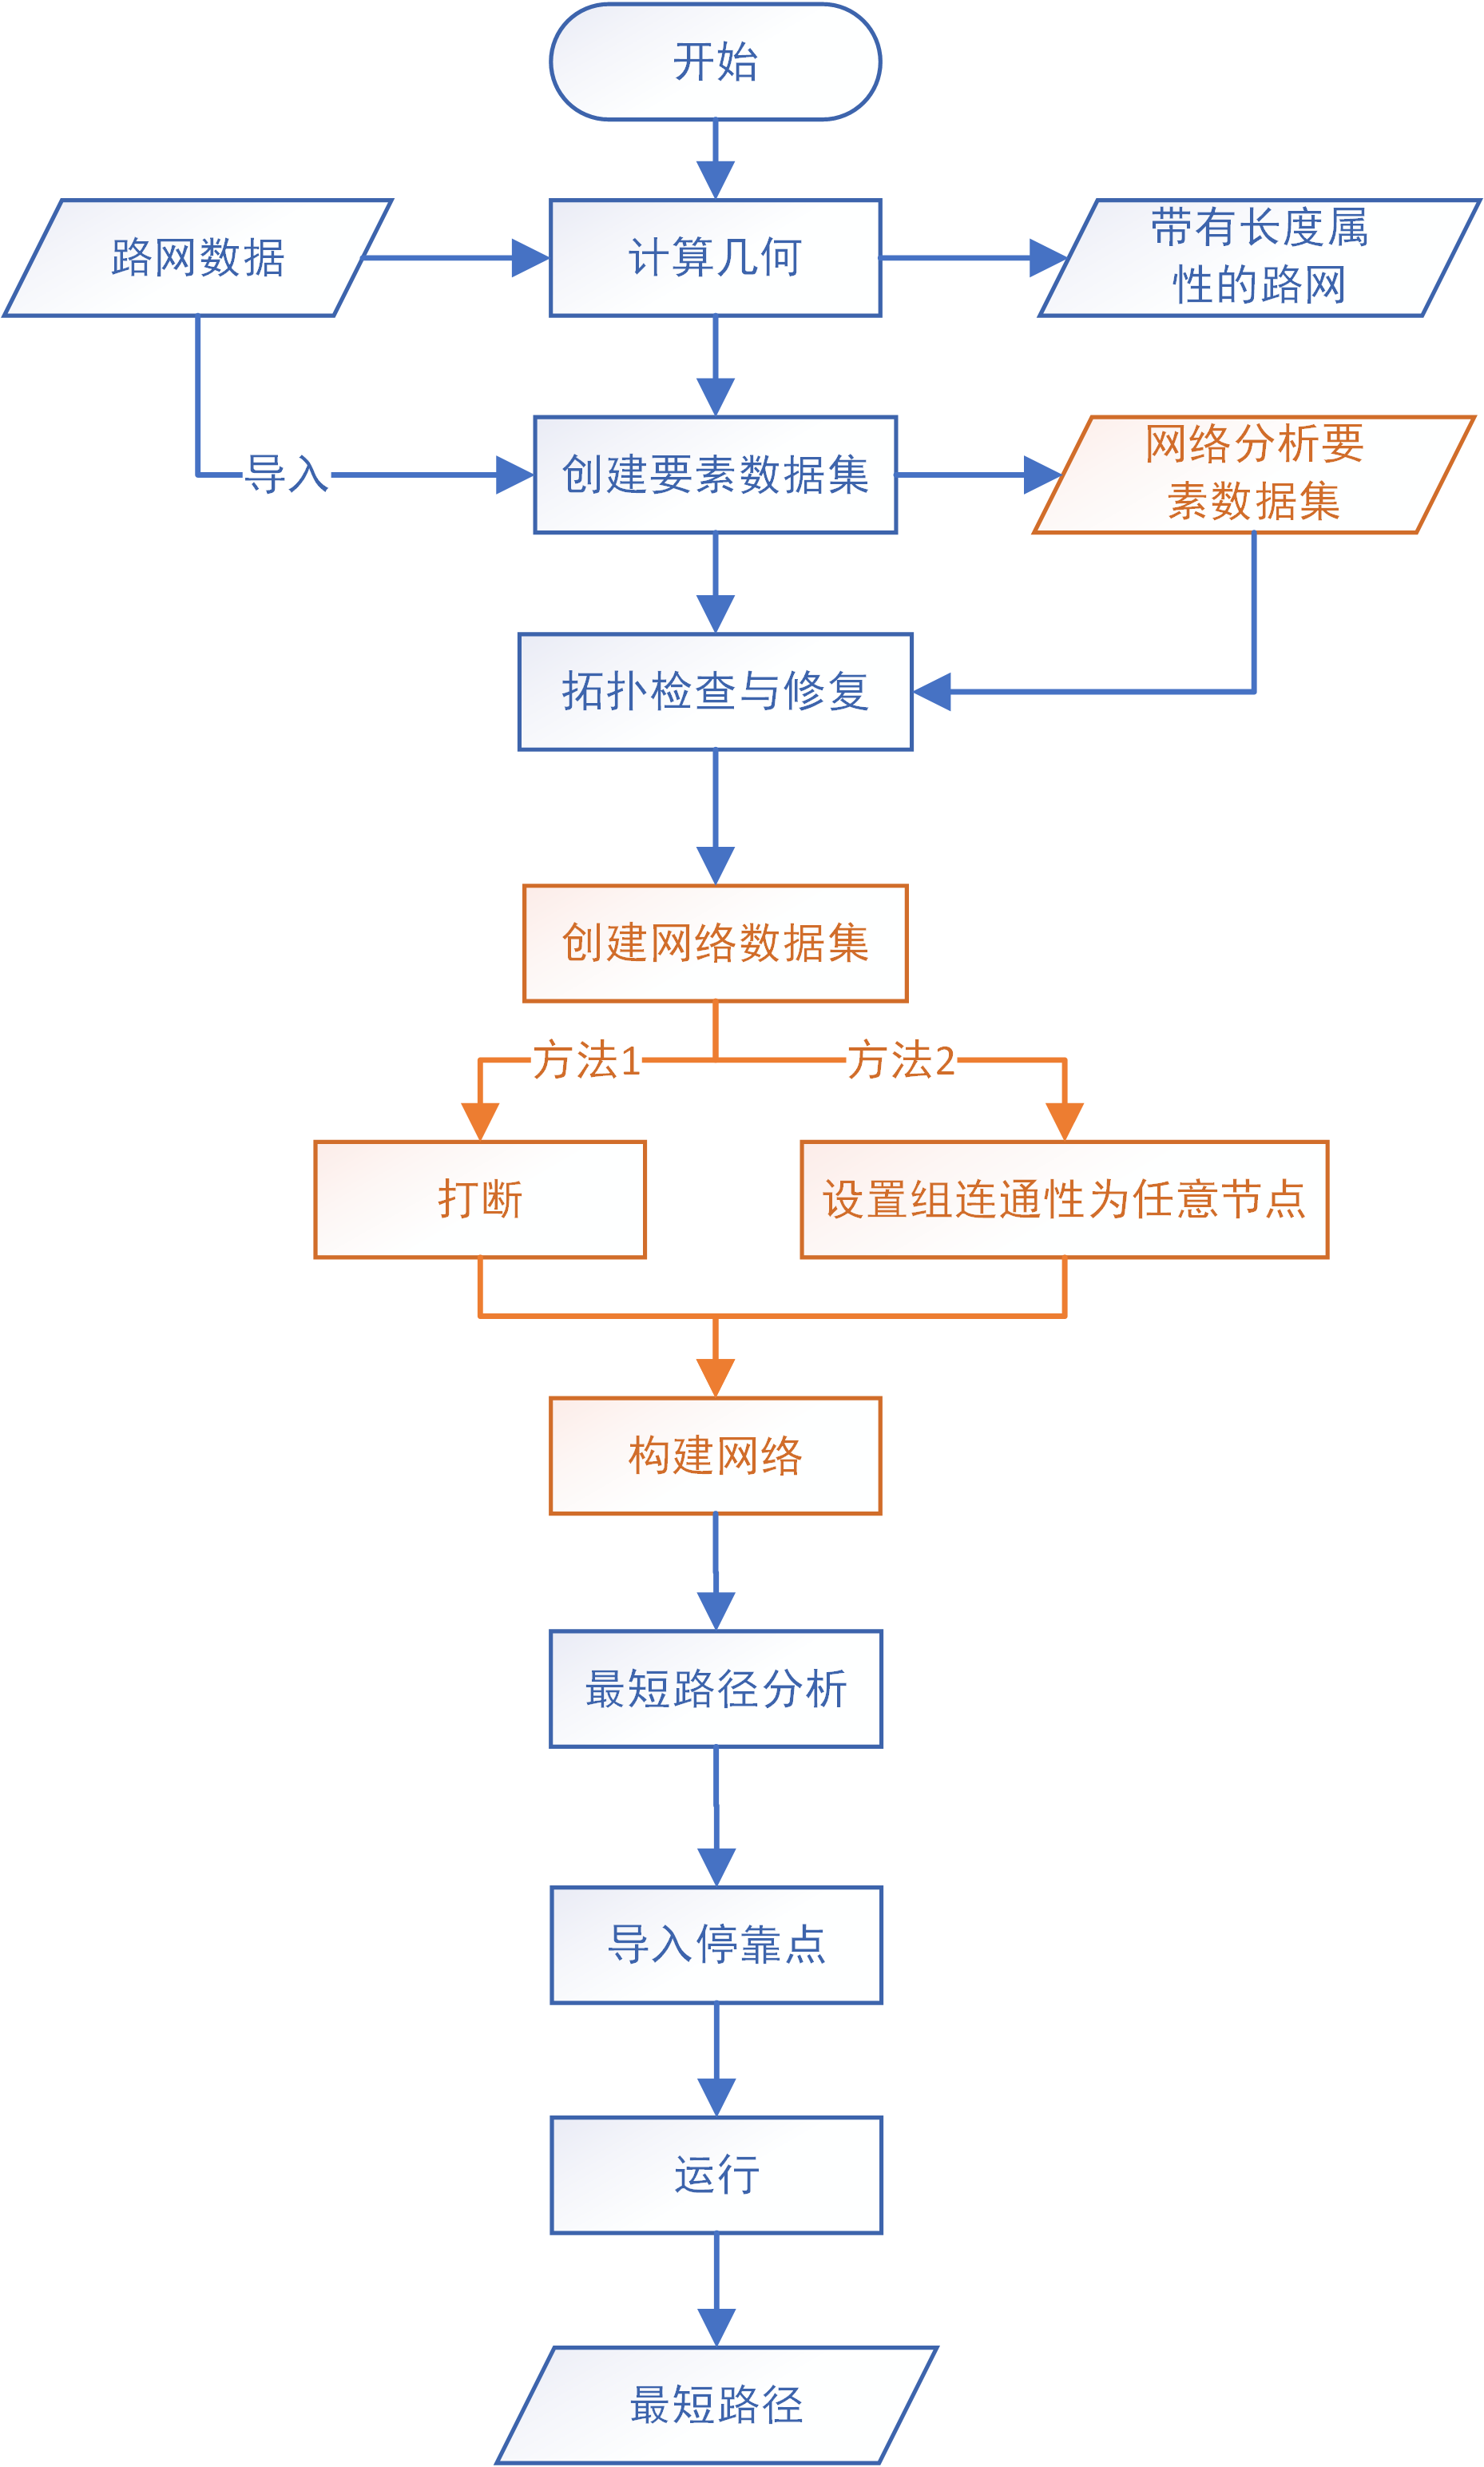 开始
路网数据
计算几何
带有长度属
性的路网
导入
创建要素数据集
网络分析要
素数据集
拓扑检查与修复
创建网络数据集
方法1
方法2
打断
设置组连通性为任意节点
构建网络
最短路径分析
导入停靠点
运行
最短路径